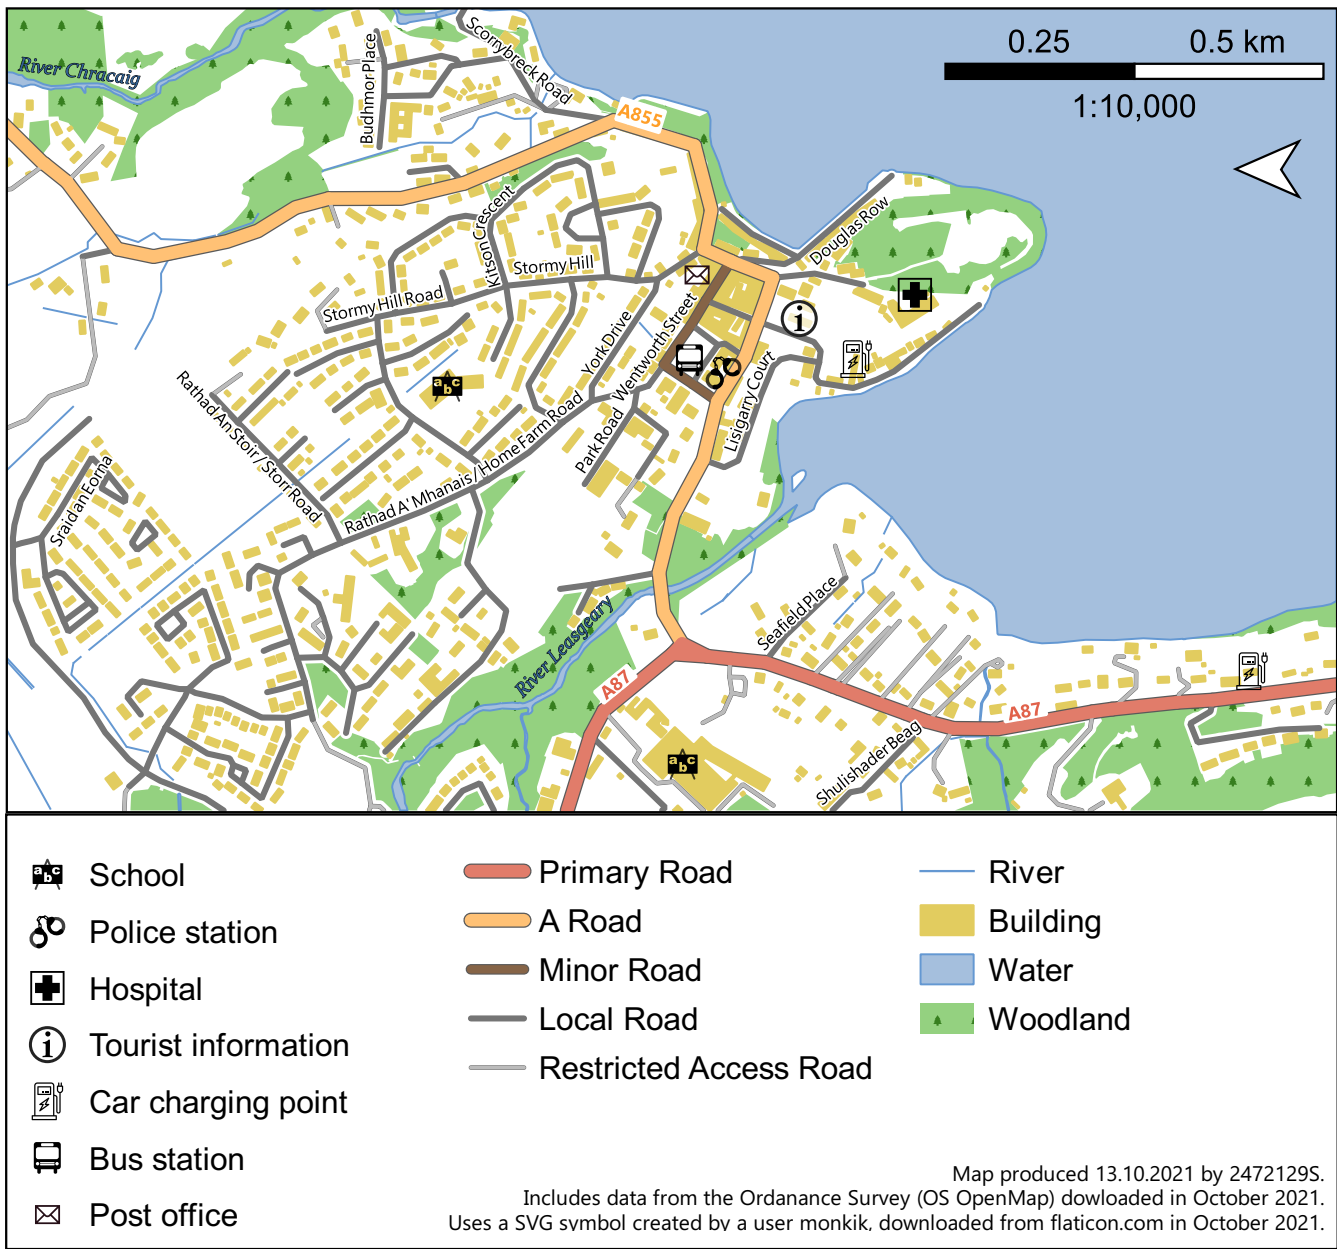 0.25 0.5 km
1:10,000
River Chracaig
Budhmor Place
Scorrybreck Road
A855
Kitson Crescent
Stormy Hill
Stormy Hill Road
Douglas Row
York Drive
Wentworth Street
Park Road
Lisigarry Court
Rathad An Stoir / Storr Road
Rathad A' Mhanais / Home Farm Road
Sraid an Eorna
River Leasgeary
Seafield Place
A87
A87
Shulishader Beag
abc
abc
i
School
Police station
Hospital
Tourist information
Car charging point
Bus station
Post office
Primary Road
A Road
Minor Road
Local Road
Restricted Access Road
River
Building
Water
Woodland
Map produced 13.10.2021 by 2472129S.
Includes data from the Ordanance Survey (OS OpenMap) dowloaded in October 2021.
Uses a SVG symbol created by a user monkik, downloaded from flaticon.com in October 2021.